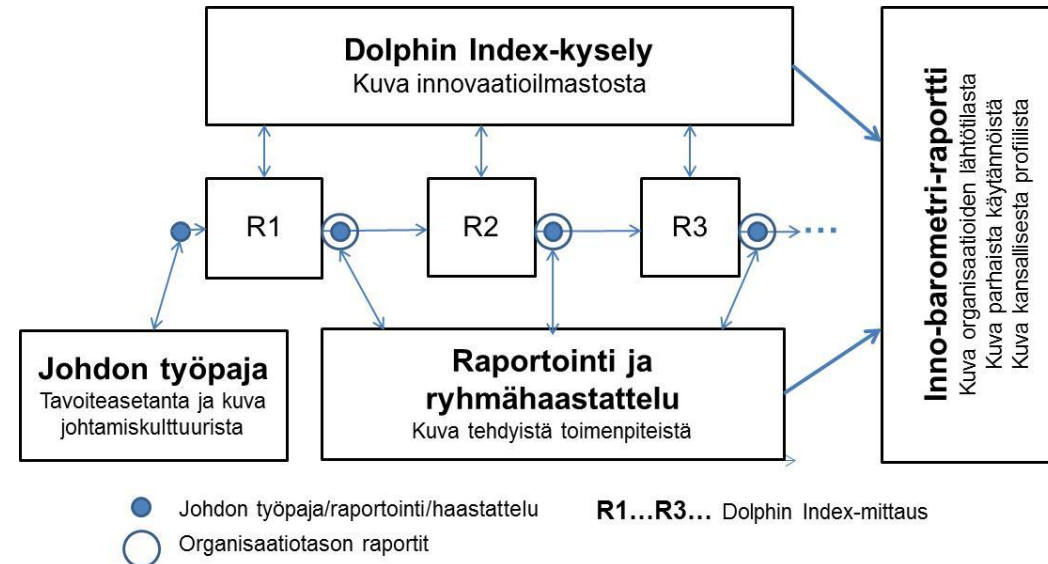 Dolphin Index-kysely
Kuva innovaatioilmastosta
R1
R2
R3
...
Johdon työpaja
Tavoiteasetanta ja kuva
johtamiskulttuurista
Raportointi ja
ryhmähaastattelu
Kuva tehdyistä toimenpiteistä
Inno-barometri-raportti
Kuva organisaatioiden lähtötilasta
Kuva parhaista käytännöistä
Kuva kansallisesta profiilista
Johdon työpaja/raportointi/haastattelu
Organisaatiotason raportit
R1...R3... Dolphin Index-mittaus